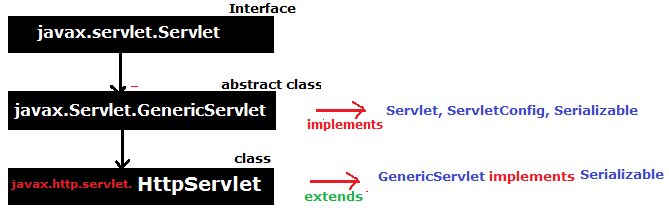 Interface
javax.servlet.Servlet
abstract class
javax.Servlet.GenericServlet
implements
Servlet, ServletConfig, Serializable
class
javax.http.servlet. HttpServlet
extends
GenericServlet implements Serializable